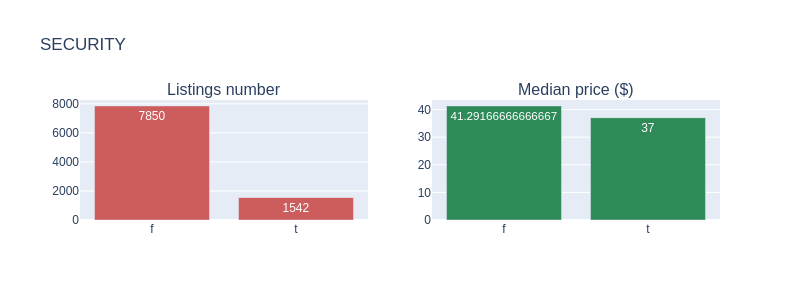 SECURITY
Listings number
8000
6000
4000
2000
0
7850
1542
f
t
Median price ($)
40
30
20
10
0
41.29166666666667
37
f
t